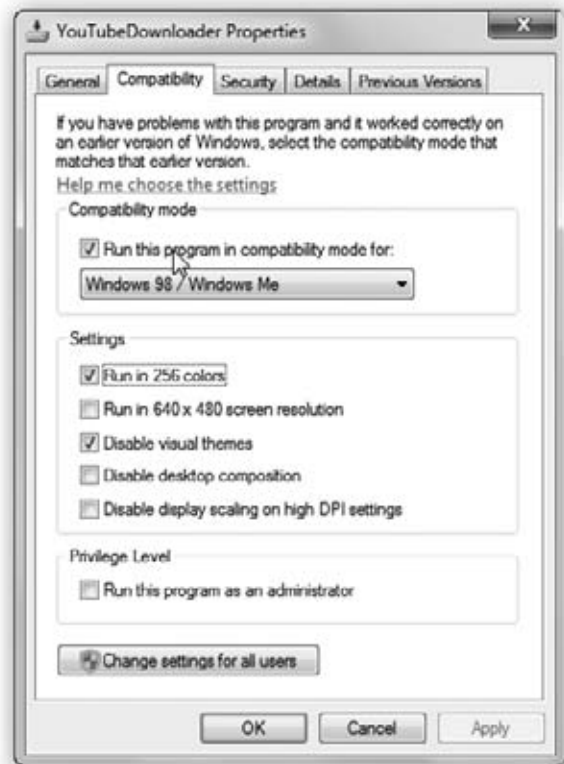 YouTubeDownloader Properties
General Compatibility Security Details Previous Versions
If you have problems with this program and it worked correctly on
an earlier version of Windows, select the compatibility mode that
matches that earlier version.
Help me choose the settings
Compatibility mode
Run this program in compatibility mode for:
Windows 98 / Windows Me
Settings
Run in 256 colors
Run in 640 x 480 screen resolution
Disable visual themes
Disable desktop composition
Disable display scaling on high DPI settings
Privilege Level
Run this program as an administrator
Change settings for all users
OK Cancel Apply